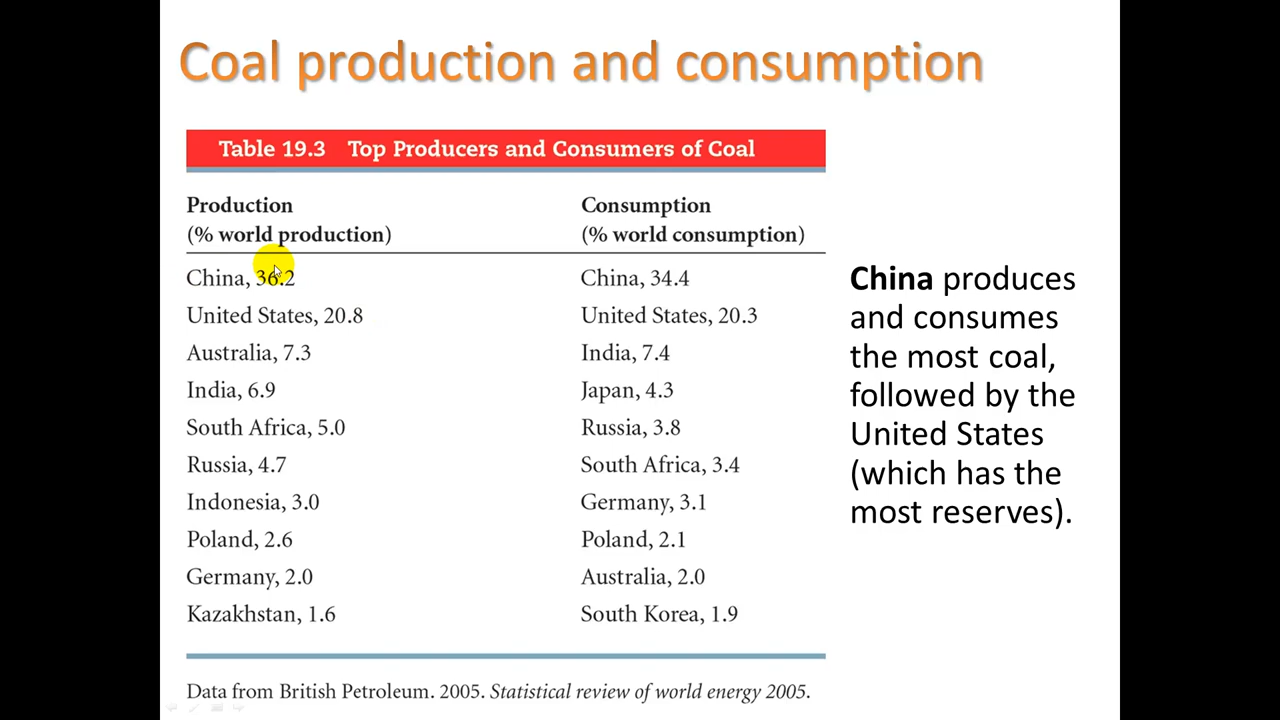 Coal production and consumption
Table 19.3 Top Producers and Consumers of Coal
Production Consumption
(% world production) (% world consumption)
China, 36.2 China, 34.4
United States, 20.8 United States, 20.3
Australia, 7.3 India, 7.4
India, 6.9 Japan, 4.3
South Africa, 5.0 Russia, 3.8
Russia, 4.7 South Africa, 3.4
Indonesia, 3.0 Germany, 3.1
Poland, 2.6 Poland, 2.1
Germany, 2.0 Australia, 2.0
Kazakhstan, 1.6 South Korea, 1.9
Data from British Petroleum. 2005. Statistical review of world energy 2005.
China produces
and consumes
the most coal,
followed by the
United States
(which has the
most reserves).